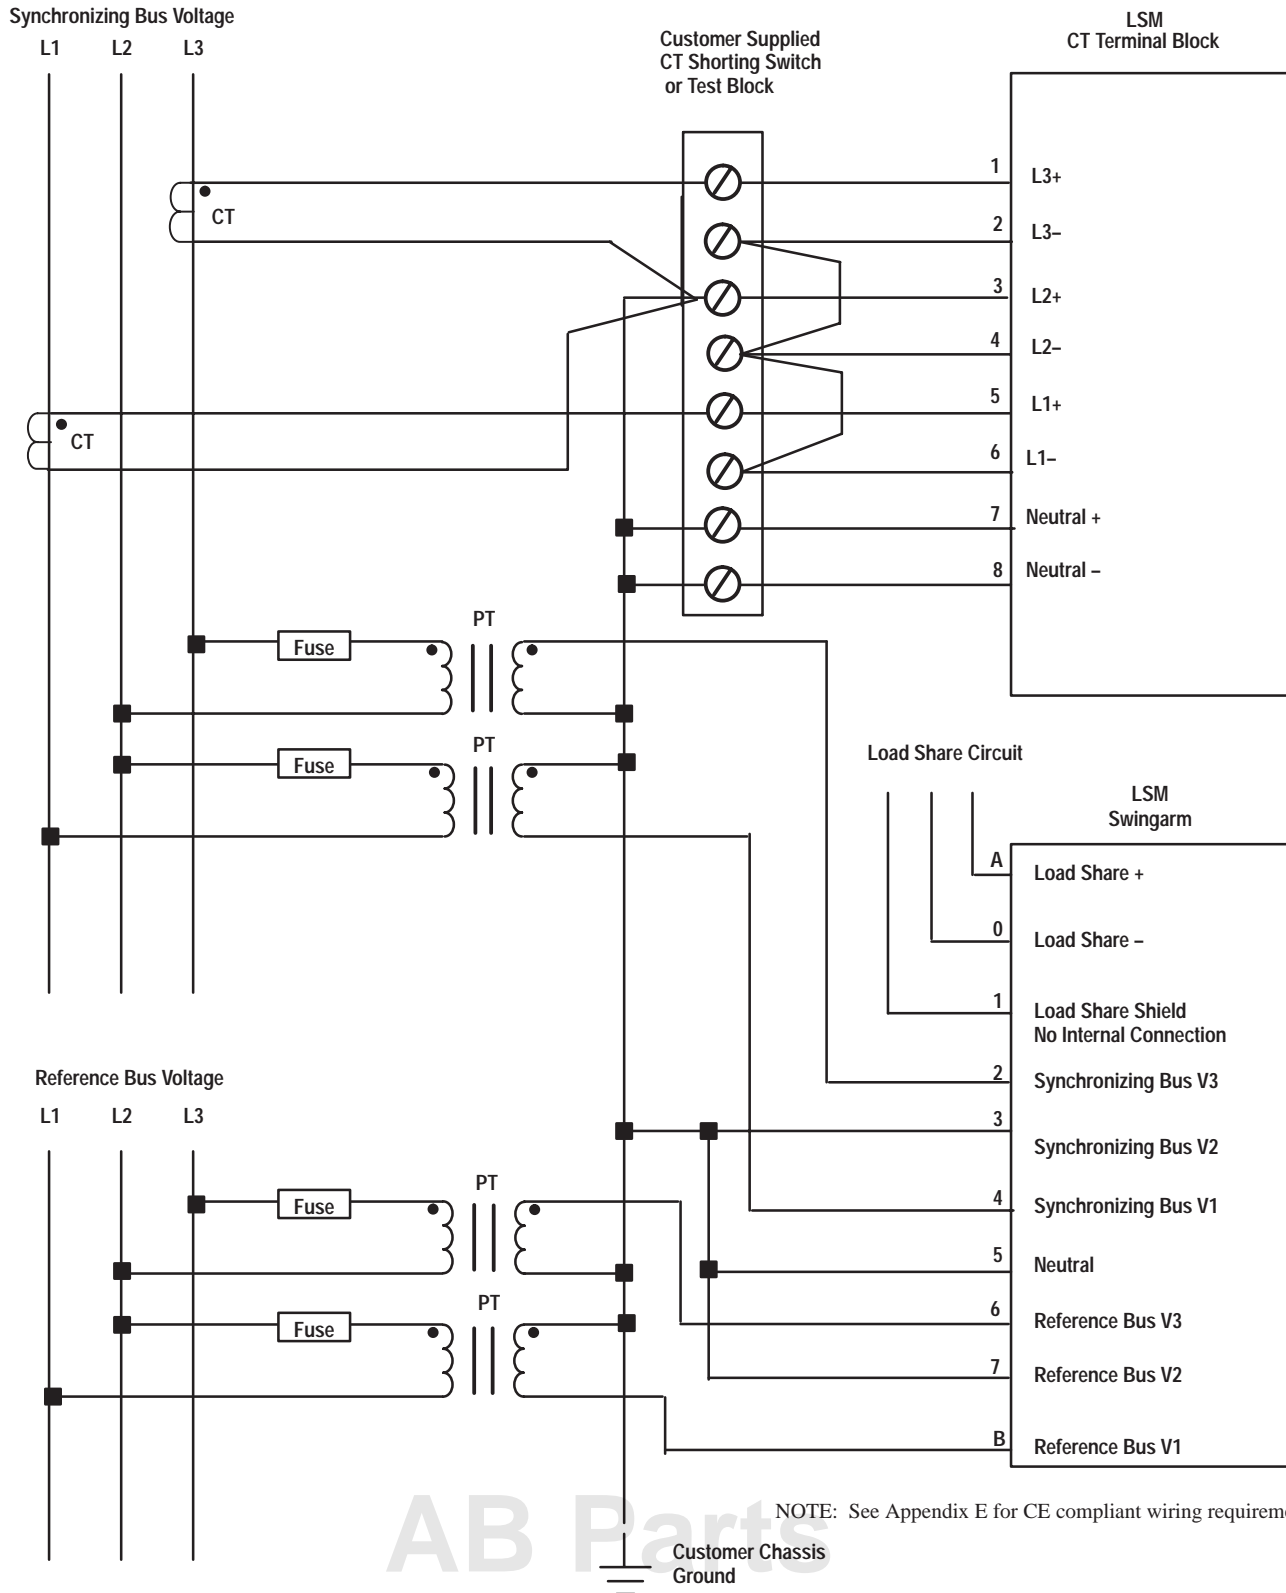 Synchronizing Bus Voltage
L1 L2 L3
Customer Supplied
CT Shorting Switch
or Test Block
LSM
CT Terminal Block
CT
CT
1 L3+
2 L3–
3 L2+
4 L2–
5 L1+
6 L1–
7 Neutral +
8 Neutral –
PT
Fuse
PT
Fuse
Load Share Circuit
LSM
Swingarm
A Load Share +
0 Load Share –
1 Load Share Shield
No Internal Connection
2 Synchronizing Bus V3
3 Synchronizing Bus V2
4 Synchronizing Bus V1
5 Neutral
6 Reference Bus V3
7 Reference Bus V2
B Reference Bus V1
Reference Bus Voltage
L1 L2 L3
PT
Fuse
PT
Fuse
NOTE: See Appendix E for CE compliant wiring requirem
AB Parts
Customer Chassis
Ground